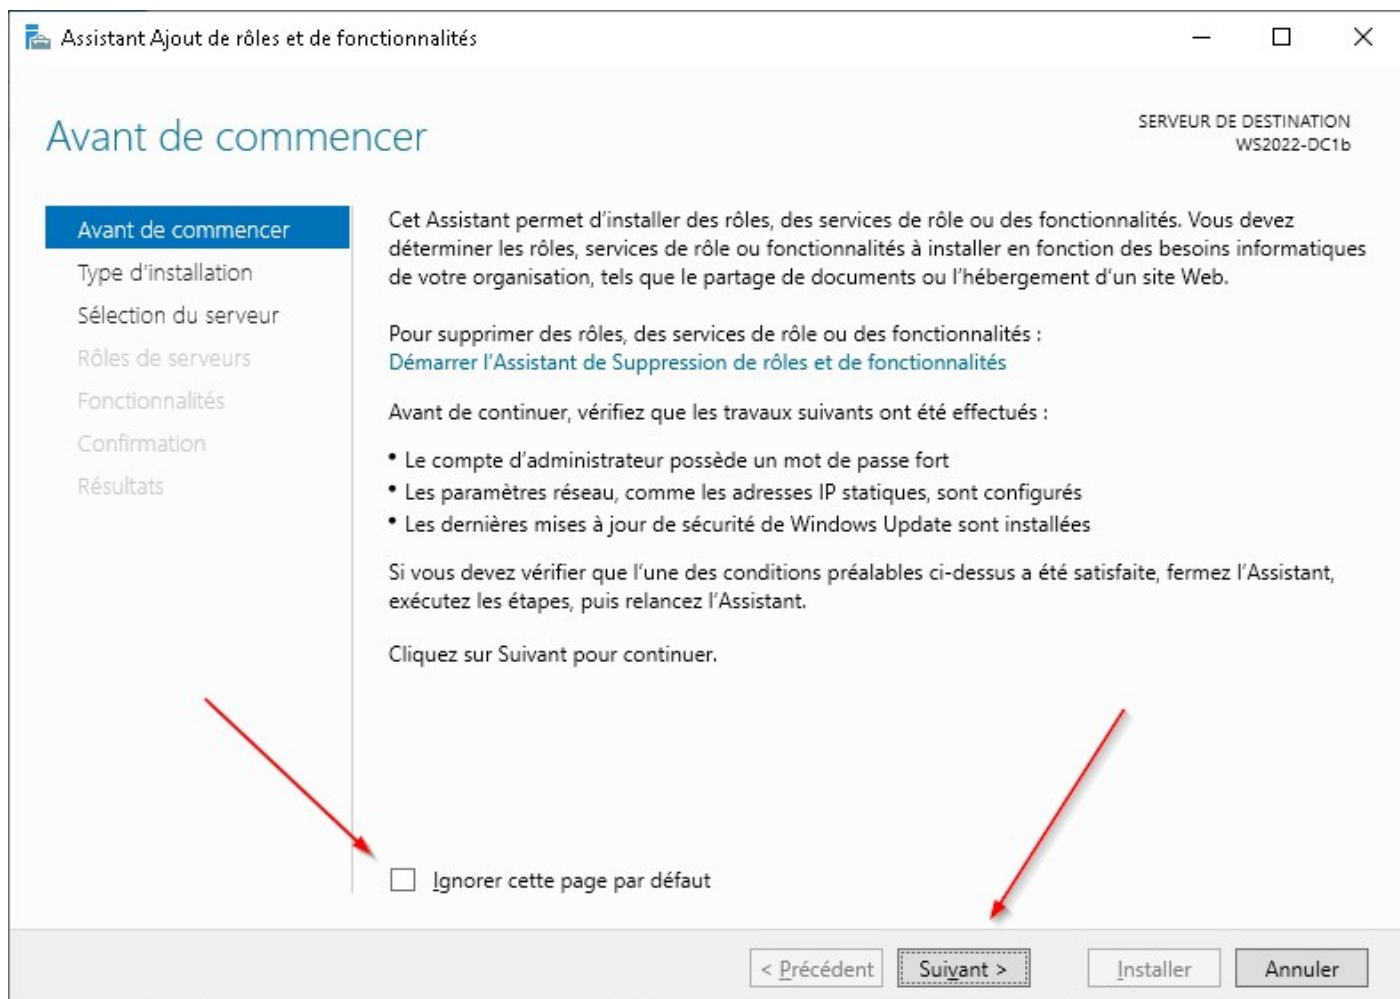 Assistant Ajout de rôles et de fonctionnalités
Avant de commencer
SERVEUR DE DESTINATION
WS2022-DC1b
Avant de commencer
Type d'installation
Sélection du serveur
Rôles de serveurs
Fonctionnalités
Confirmation
Résultats
Cet Assistant permet d'installer des rôles, des services de rôle ou des fonctionnalités. Vous devez
déterminer les rôles, services de rôle ou fonctionnalités à installer en fonction des besoins informatiques
de votre organisation, tels que le partage de documents ou l'hébergement d'un site Web.
Pour supprimer des rôles, des services de rôle ou des fonctionnalités :
Démarrer l'Assistant de Suppression de rôles et de fonctionnalités
Avant de continuer, vérifiez que les travaux suivants ont été effectués :
• Le compte d'administrateur possède un mot de passe fort
• Les paramètres réseau, comme les adresses IP statiques, sont configurés
• Les dernières mises à jour de sécurité de Windows Update sont installées
Si vous devez vérifier que l'une des conditions préalables ci-dessus a été satisfaite, fermez l'Assistant,
exécutez les étapes, puis relancez l'Assistant.
Cliquez sur Suivant pour continuer.
Ignorer cette page par défaut
< Précédent
Suivant >
Installer
Annuler